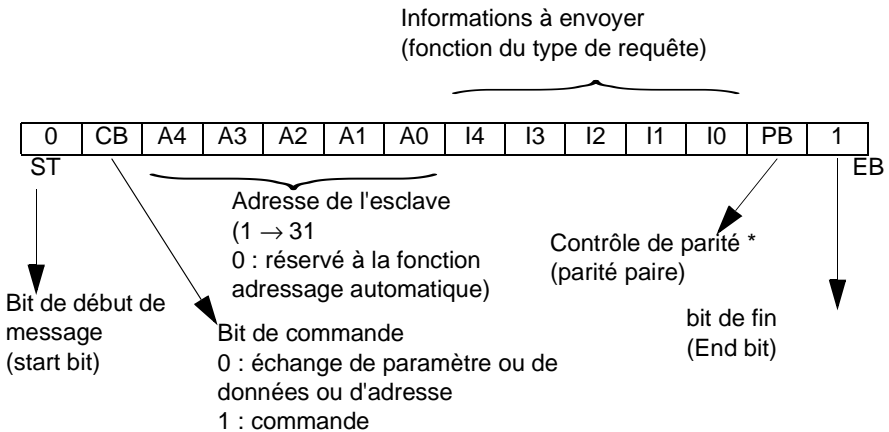 Informations à envoyer
(fonction du type de requête)
0 CB A4 A3 A2 A1 A0 I4 I3 I2 I1 I0 PB 1
ST EB
Adresse de l'esclave
(1 → 31
0 : réservé à la fonction
adressage automatique)
Contrôle de parité *
(parité paire)
Bit de début de
message
(start bit)
Bit de commande
0 : échange de paramètre ou de
données ou d'adresse
1 : commande
bit de fin
(End bit)